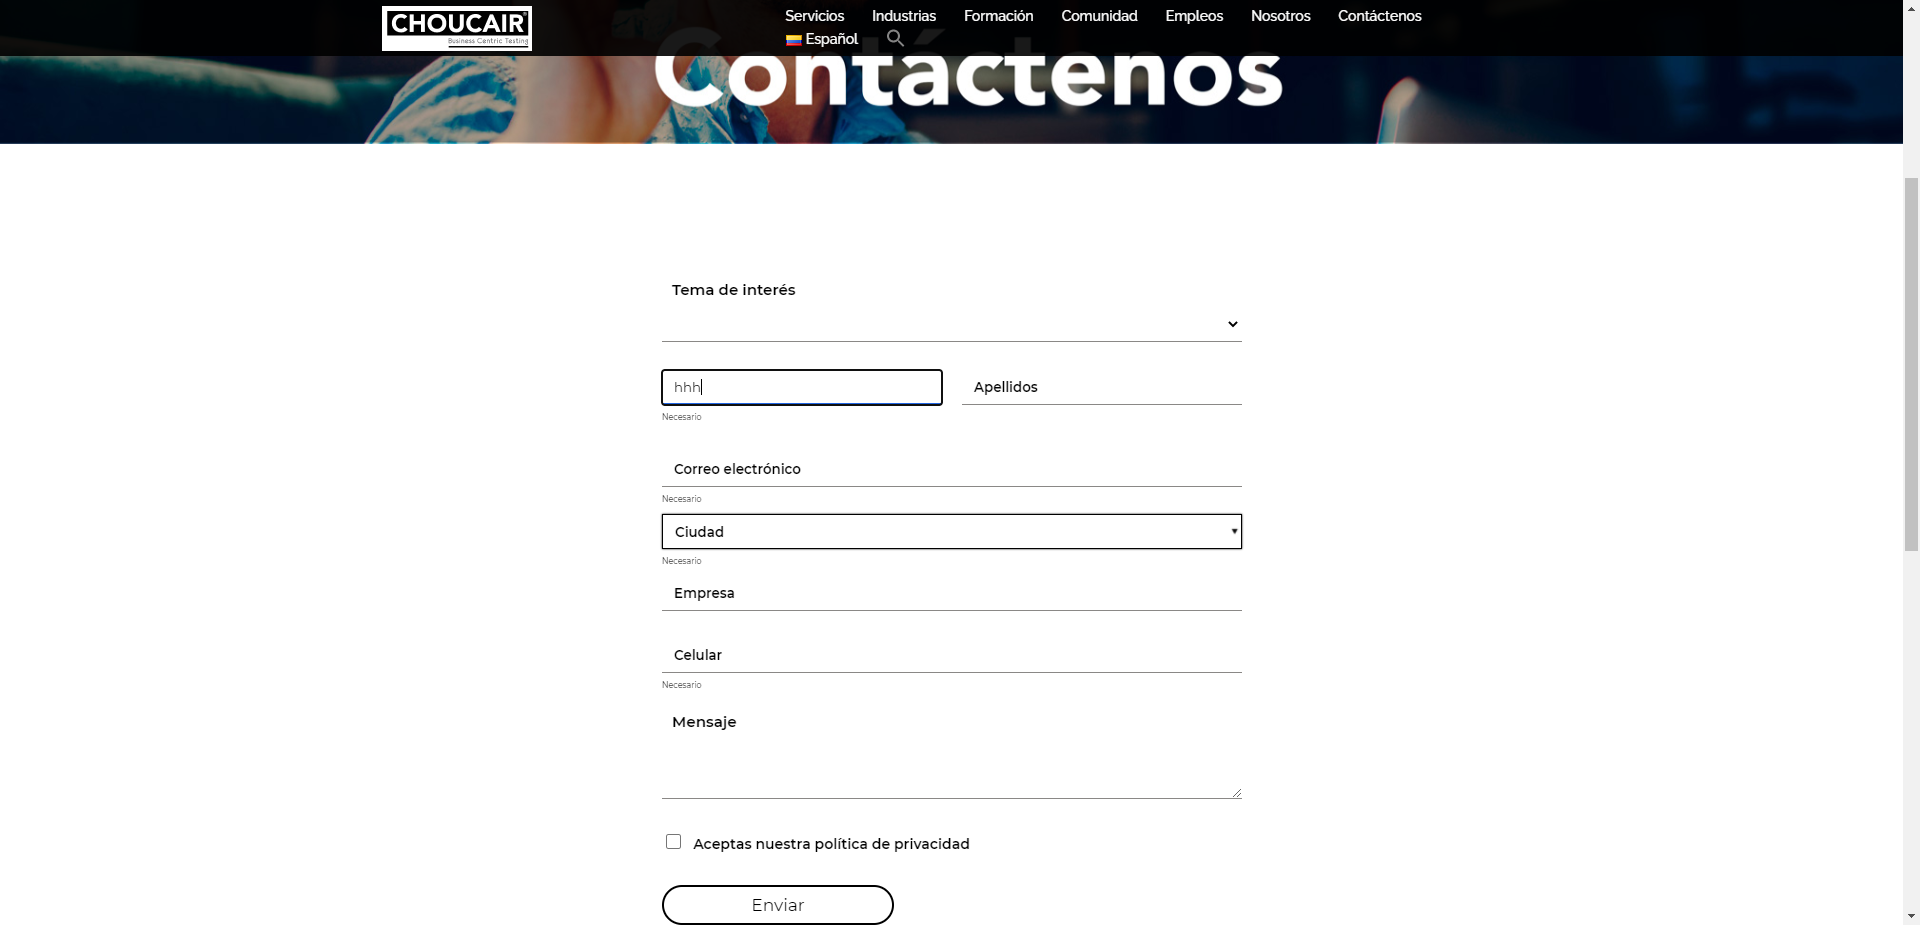 CHOUCAIR
Business Centric Testing
Servicios Industrias Formación Comunidad Empleos Nosotros Contáctenos
Español
Contáctenos
Tema de interés
hhh Apellidos
Necesario
Correo electrónico
Necesario
Ciudad
Necesario
Empresa
Celular
Necesario
Mensaje
Aceptas nuestra política de privacidad
Enviar